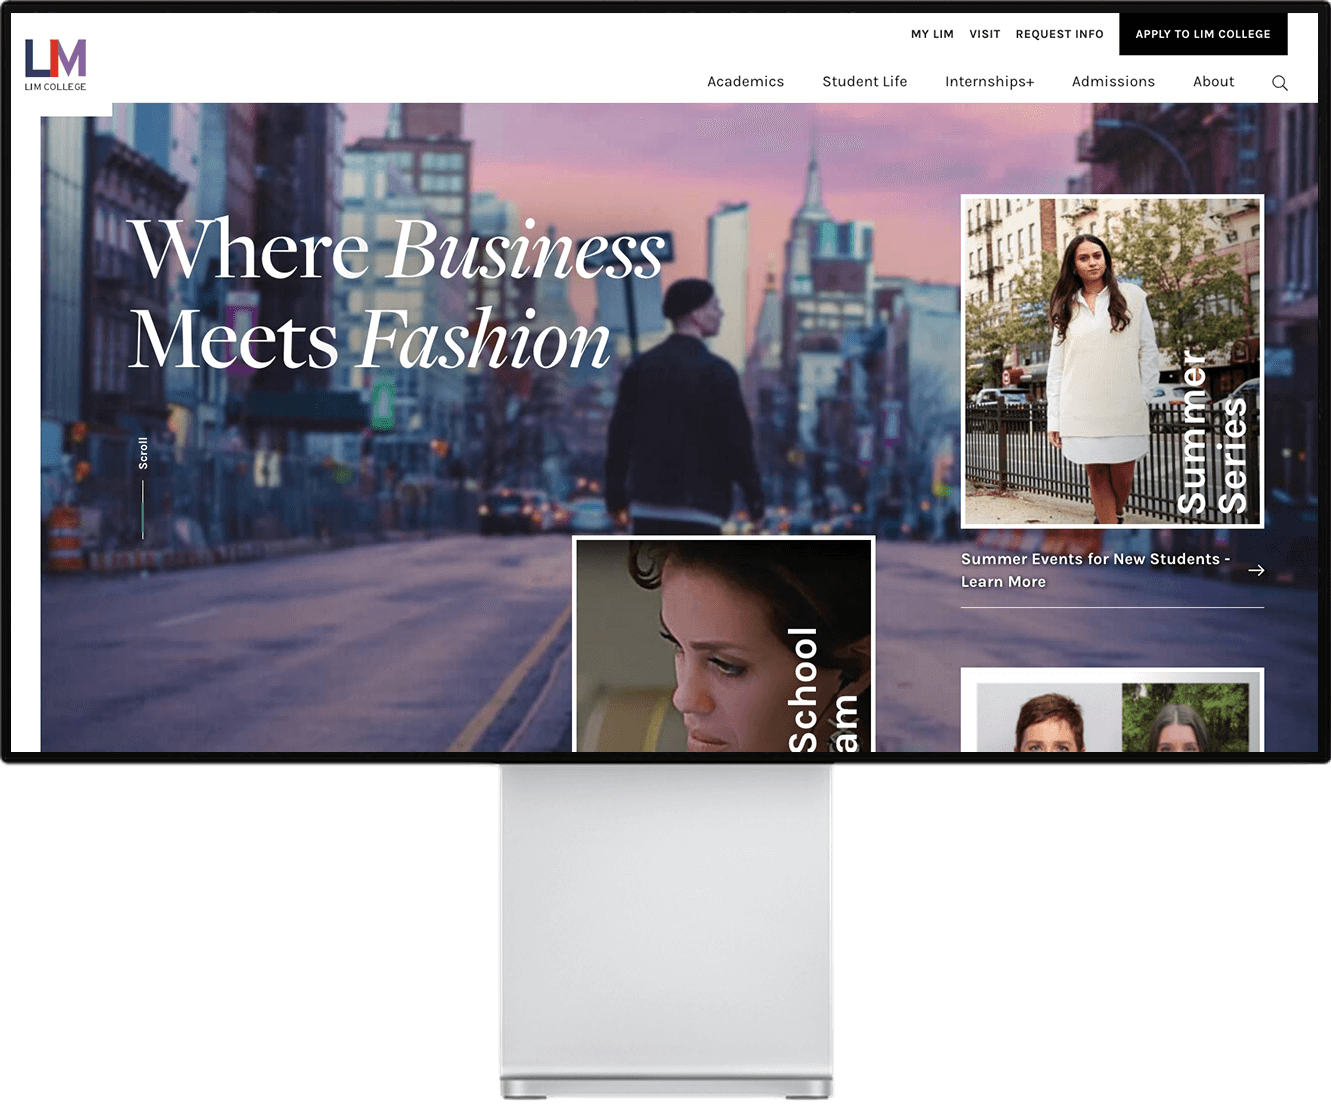 LIM
LIM COLLEGE
MY LIM
VISIT
REQUEST INFO
APPLY TO LIM COLLEGE
Academics
Student Life
Internships+
Admissions
About
Where Business
Meets Fashion
Scroll
Summer
Series
Summer Events for New Students -
Learn More
School
am